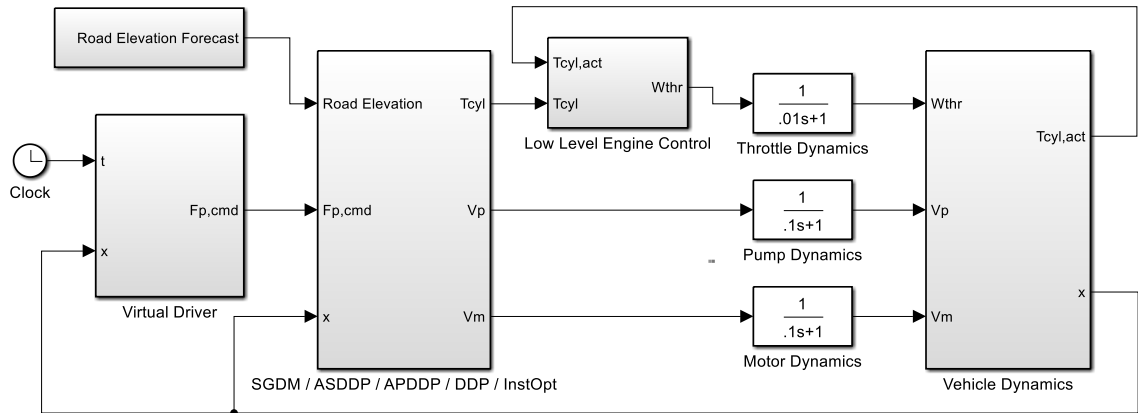 Road Elevation Forecast
Clock
t
x
Fp,cmd
Virtual Driver
Road Elevation
Fp,cmd
x
Tcyl
Vp
Vm
SGDM / ASDDP / APDDP / DDP / InstOpt
Tcyl,act
Tcyl
Wthr
Low Level Engine Control
1
.01s+1
Throttle Dynamics
1
.1s+1
Pump Dynamics
1
.1s+1
Motor Dynamics
Wthr
Vp
Vm
Tcyl,act
x
Vehicle Dynamics